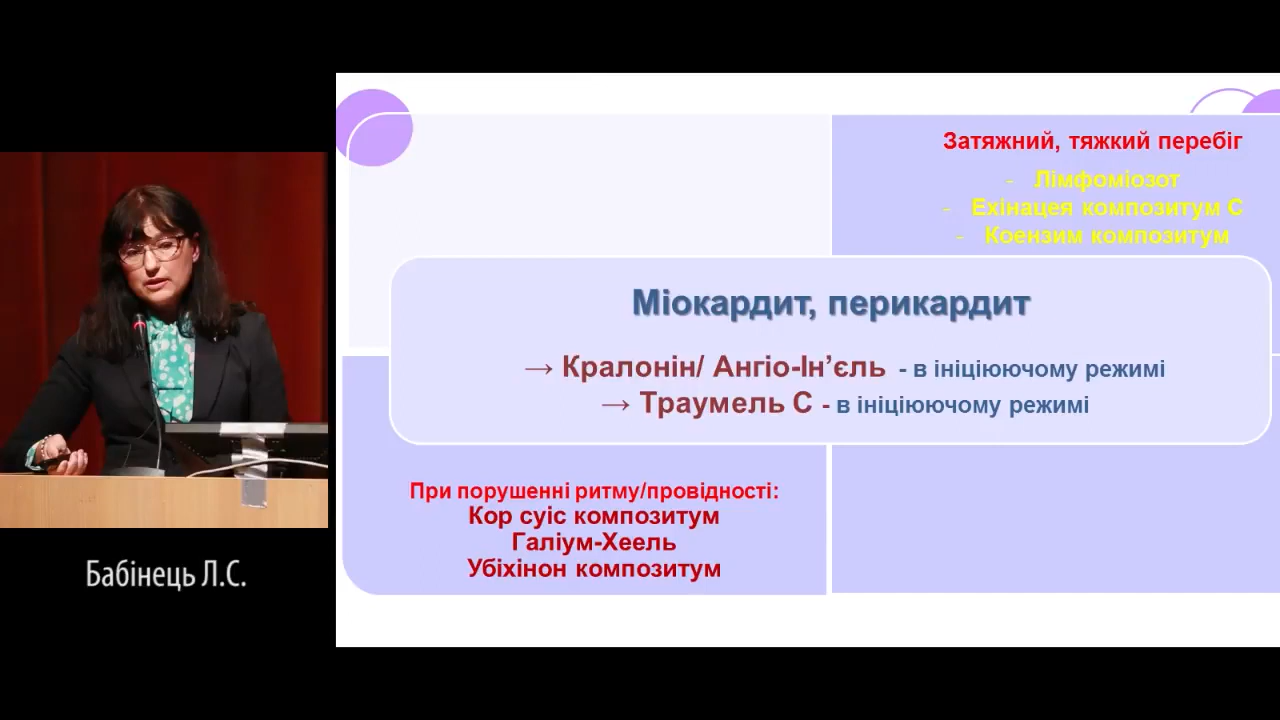 Затяжний, тяжкий перебіг
- Лімфоміозот
- Ехінацея композитум С
- Коензим композитум
Міокардит, перикардит
→ Кралонін/ Ангіо-Ін’єль - в ініціюючому режимі
→ Траумель С - в ініціюючому режимі
При порушенні ритму/провідності:
Кор суіс композитум
Галіум-Хеель
Убіхінон композитум
Бабінець Л.С.